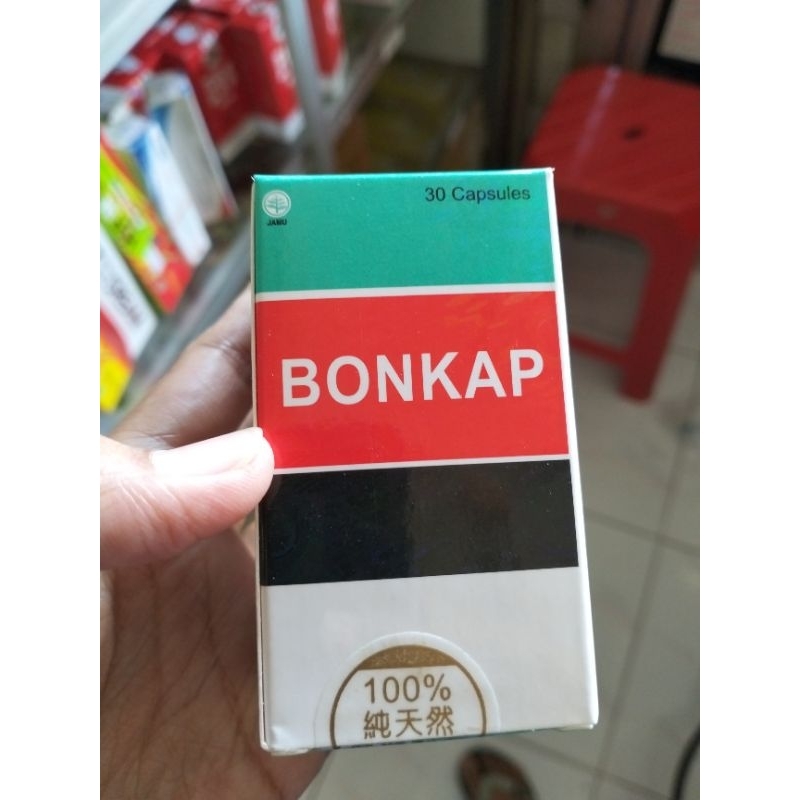 30 Capsules
JAMU
BONKAP
100%
純天然